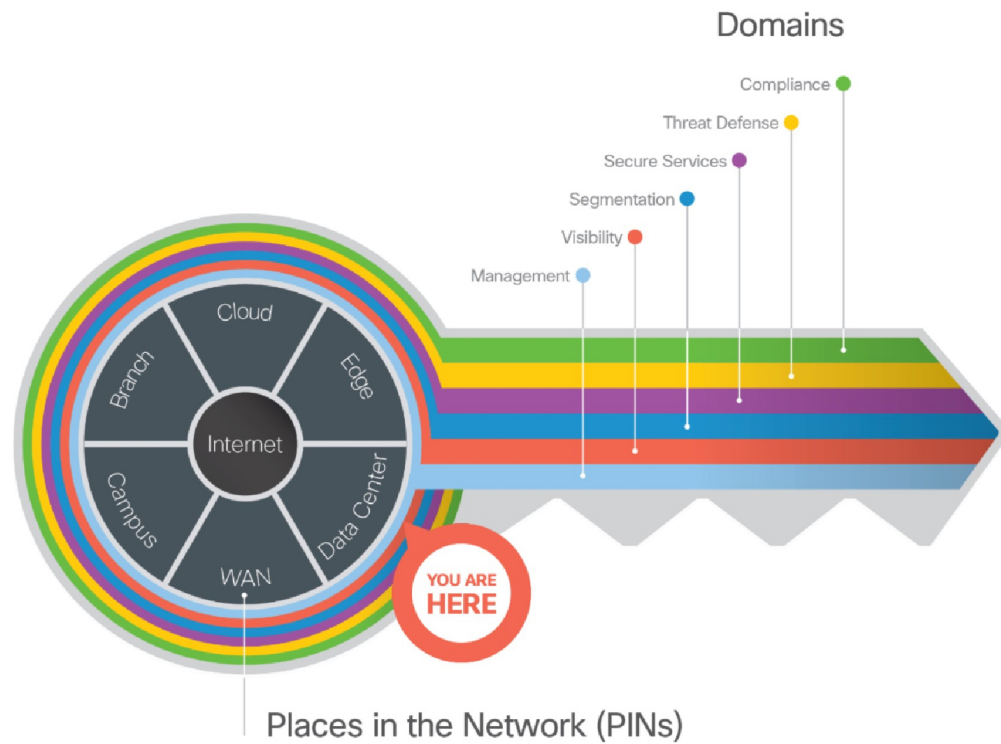 Domains
Compliance
Threat Defense
Secure Services
Segmentation
Visibility
Management
Cloud
Edge
Branch
Internet
Campus
Data Center
WAN
YOU ARE
HERE
Places in the Network (PINs)